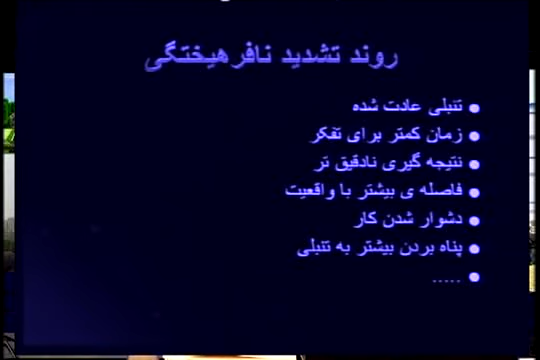 روند تشدید نافرهیختگی
تنبلی عادت شده
زمان کمتر برای تفکر
نتیجه گیری نادقیق تر
فاصله ی بیشتر با واقعیت
دشوار شدن کار
پناه بردن بیشتر به تنبلی
.....